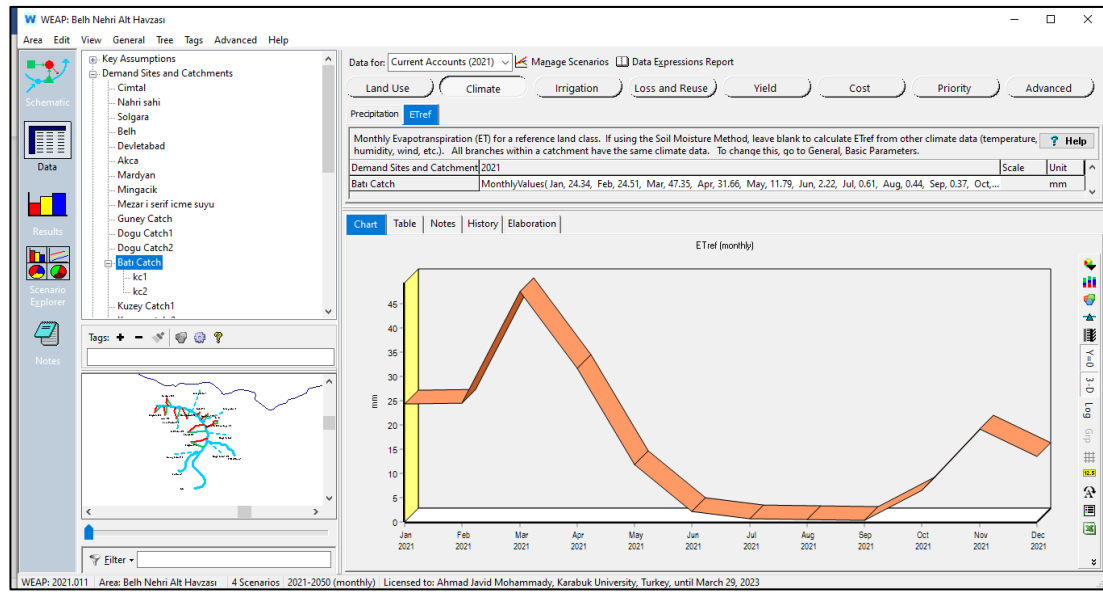 WEAP: Belh Nehri Alt Havzası
Area Edit View General Tree Tags Advanced Help
Schematic
Data
Results
Scenario
Explorer
Notes
Key Assumptions
Demand Sites and Catchments
Cimtal
Nahri sahi
Solgara
Belh
Devletabad
Akca
Mardyan
Mingacik
Mezar i serif icme suyu
Guney Catch
Dogu Catch1
Dogu Catch2
Batı Catch
kc1
kc2
Kuzey Catch1
Tags:
Filter
Data for: Current Accounts (2021) Manage Scenarios Data Expressions Report
Land Use Climate Irrigation Loss and Reuse Yield Cost Priority Advanced
Precipitation ETref
Monthly Evapotranspiration (ET) for a reference land class. If using the Soil Moisture Method, leave blank to calculate ETref from other climate data (temperature,
humidity, wind, etc.). All branches within a catchment have the same climate data. To change this, go to General, Basic Parameters.
? Help
Demand Sites and Catchment 2021 Scale Unit
Batı Catch MonthlyValues( Jan, 24.34, Feb, 24.51, Mar, 47.35, Apr, 31.66, May, 11.79, Jun, 2.22, Jul, 0.61, Aug, 0.44, Sep, 0.37, Oct,... mm
Chart Table Notes History Elaboration
ETref (monthly)
45
40
35
30
25
20
15
10
5
0
mm
Jan Feb Mar Apr May Jun Jul Aug Sep Oct Nov Dec
2021 2021 2021 2021 2021 2021 2021 2021 2021 2021 2021 2021
Y=0
3-D
Log
Grp
12.5
WEAP: 2021.011 Area: Belh Nehri Alt Havzası 4 Scenarios 2021-2050 (monthly) Licensed to: Ahmad Javid Mohammady, Karabuk University, Turkey, until March 29, 2023